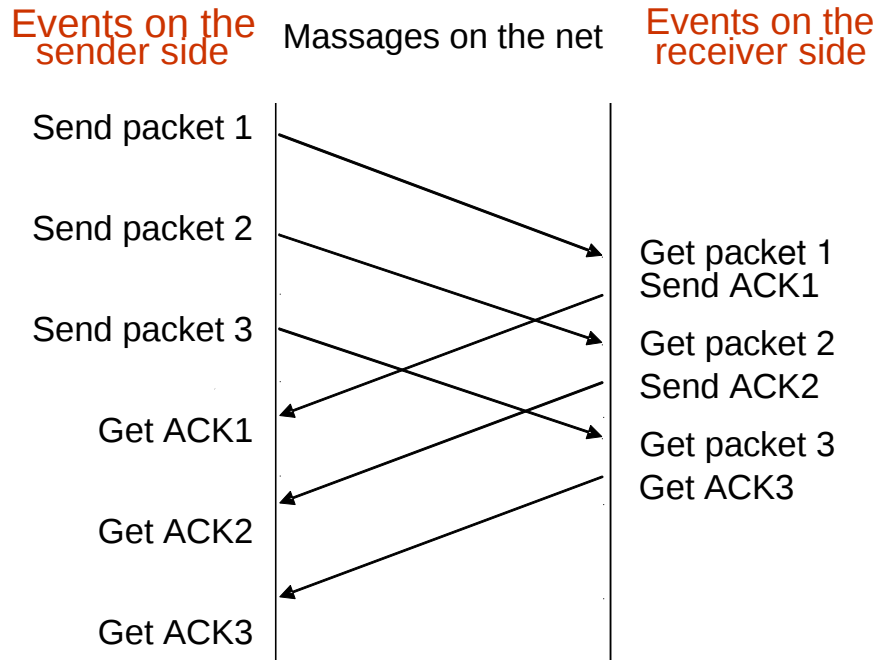 Events on the
sender side
Massages on the net
Events on the
receiver side
Send packet 1
Send packet 2
Send packet 3
Get ACK1
Get ACK2
Get ACK3
Get packet 1
Send ACK1
Get packet 2
Send ACK2
Get packet 3
Get ACK3